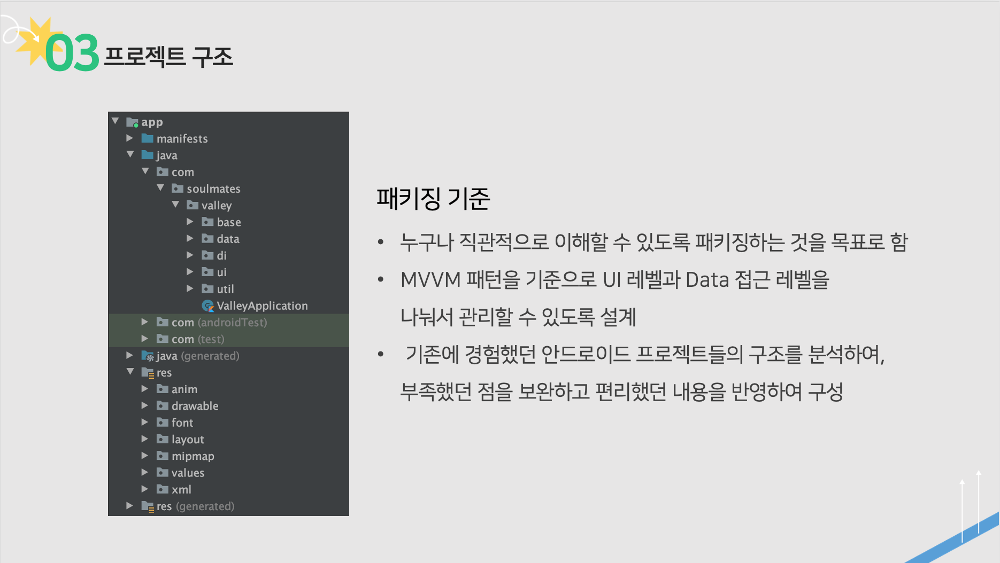 03 프로젝트 구조
app
manifests
java
com
soulmates
valley
base
data
di
ui
util
ValleyApplication
com (androidTest)
com (test)
java (generated)
res
anim
drawable
font
layout
mipmap
values
xml
res (generated)
패키징 기준
• 누구나 직관적으로 이해할 수 있도록 패키징하는 것을 목표로 함
• MVVM 패턴을 기준으로 UI 레벨과 Data 접근 레벨을
나눠서 관리할 수 있도록 설계
• 기존에 경험했던 안드로이드 프로젝트들의 구조를 분석하여,
부족했던 점을 보완하고 편리했던 내용을 반영하여 구성